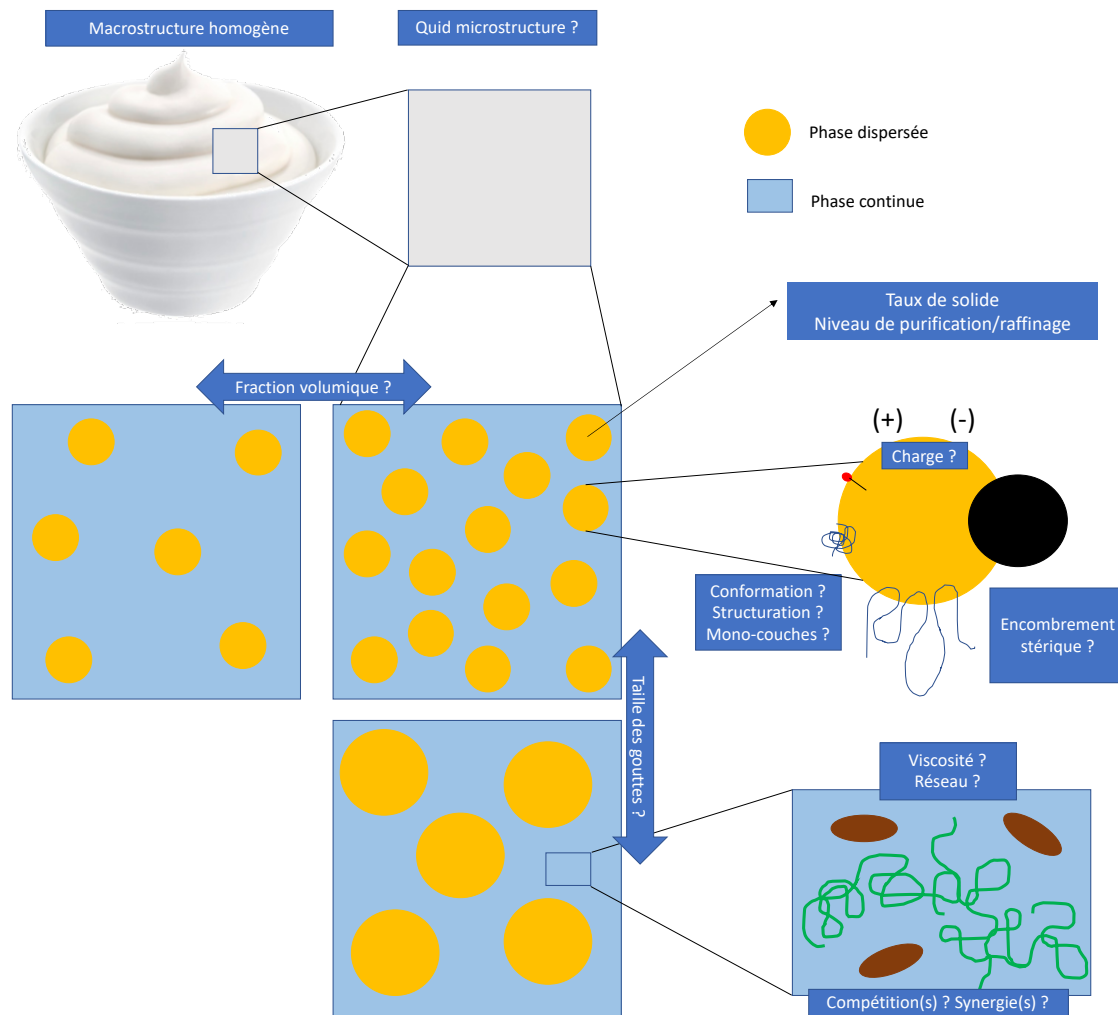 Macrostructure homogène
Quid microstructure ?
Phase dispersée
Phase continue
Taux de solide
Niveau de purification/raffinage
Fraction volumique ?
(+)
(-)
Charge ?
Conformation ?
Structuration ?
Mono-couches ?
Encombrement
stérique ?
Taille des gouttes ?
Viscosité ?
Réseau ?
Compétition(s) ? Synergie(s) ?